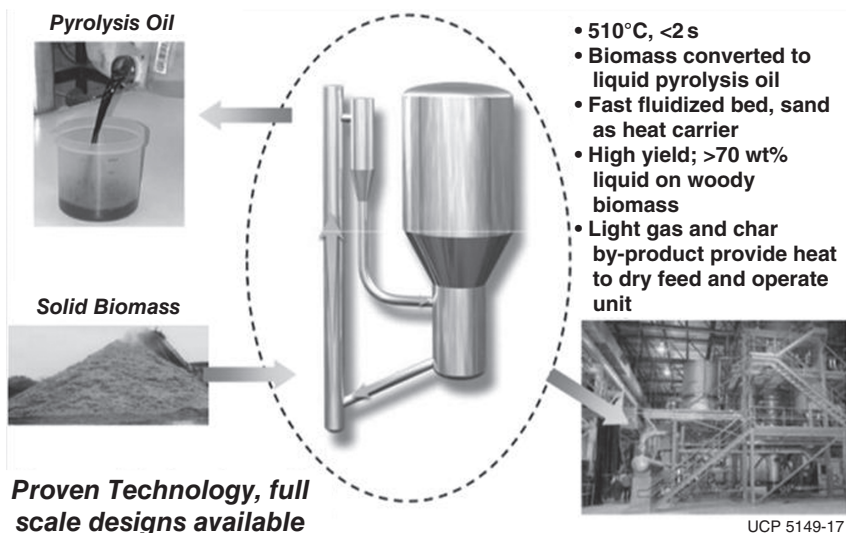 Pyrolysis Oil
• 510°C, <2 s
• Biomass converted to
liquid pyrolysis oil
• Fast fluidized bed, sand
as heat carrier
• High yield; >70 wt%
liquid on woody
biomass
• Light gas and char
by-product provide heat
to dry feed and operate
unit
Solid Biomass
Proven Technology, full
scale designs available
UCP 5149-17